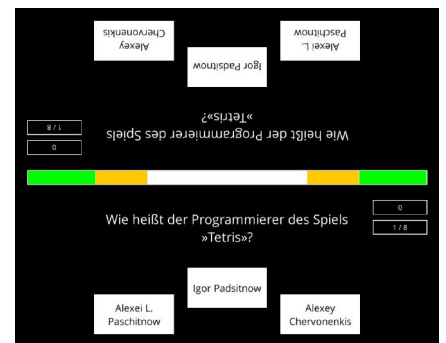 Alexey
Chervonenkis
Igor Padsitnow
Alexei L.
Paschitnow
Wie heißt der Programmierer des Spiels
»Tetris«?
0
1 / 8
Wie heißt der Programmierer des Spiels
»Tetris«?
0
1 / 8
Igor Padsitnow
Alexei L.
Paschitnow
Alexey
Chervonenkis